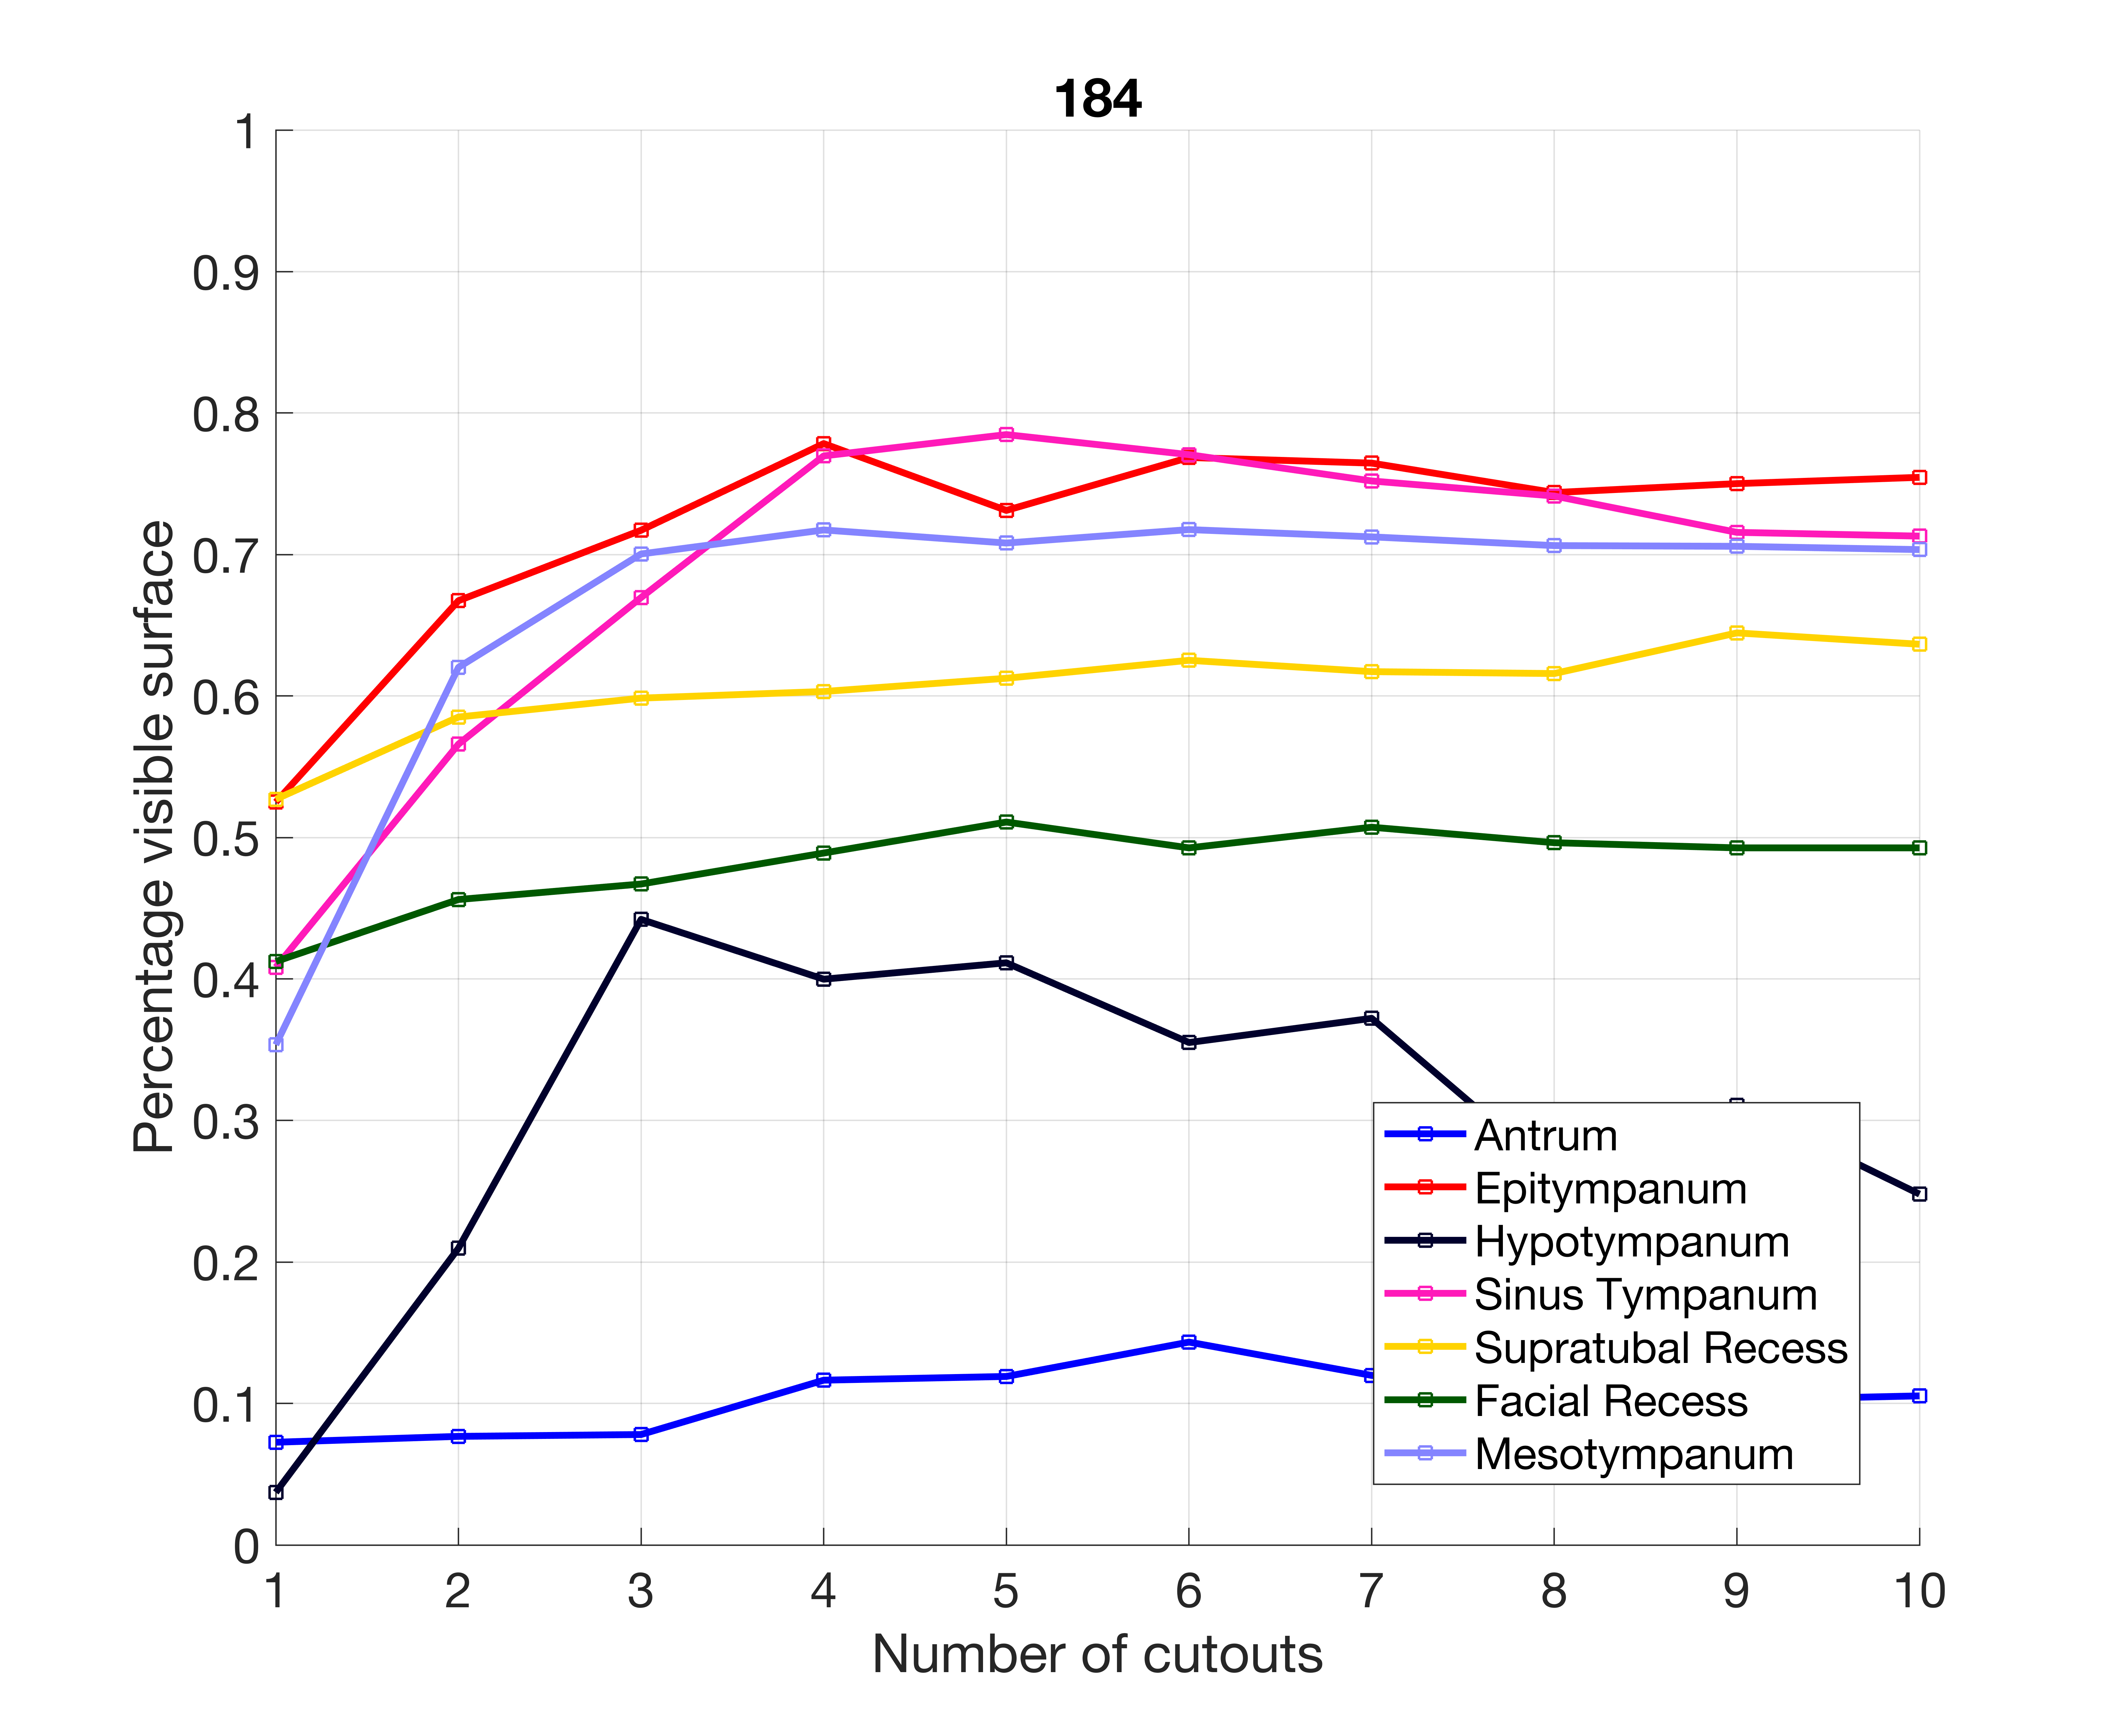 184
1
0.9
0.8
0.7
0.6
0.5
0.4
0.3
0.2
0.1
0
Percentage visible surface
Antrum
Epitympanum
Hypotympanum
Sinus Tympanum
Supratubal Recess
Facial Recess
Mesotympanum
1 2 3 4 5 6 7 8 9 10
Number of cutouts